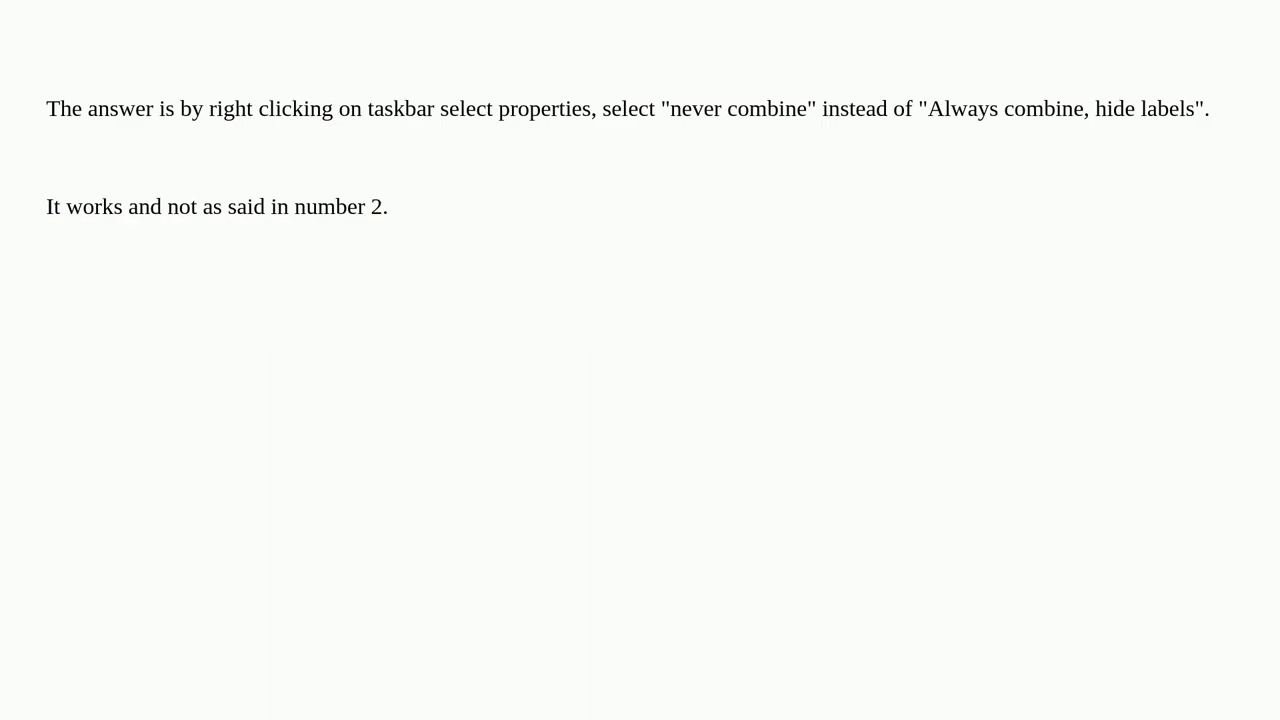 The answer is by right clicking on taskbar select properties, select "never combine" instead of "Always combine, hide labels".
It works and not as said in number 2.